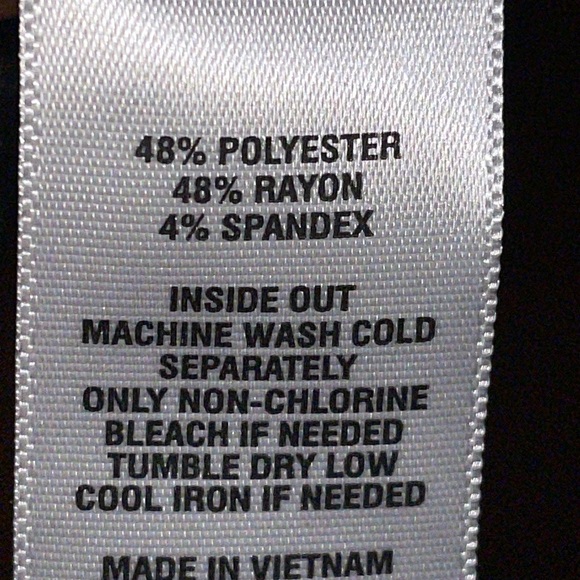 48% POLYESTER
48% RAYON
4% SPANDEX
INSIDE OUT
MACHINE WASH COLD
SEPARATELY
ONLY NON-CHLORINE
BLEACH IF NEEDED
TUMBLE DRY LOW
COOL IRON IF NEEDED
MADE IN VIETNAM